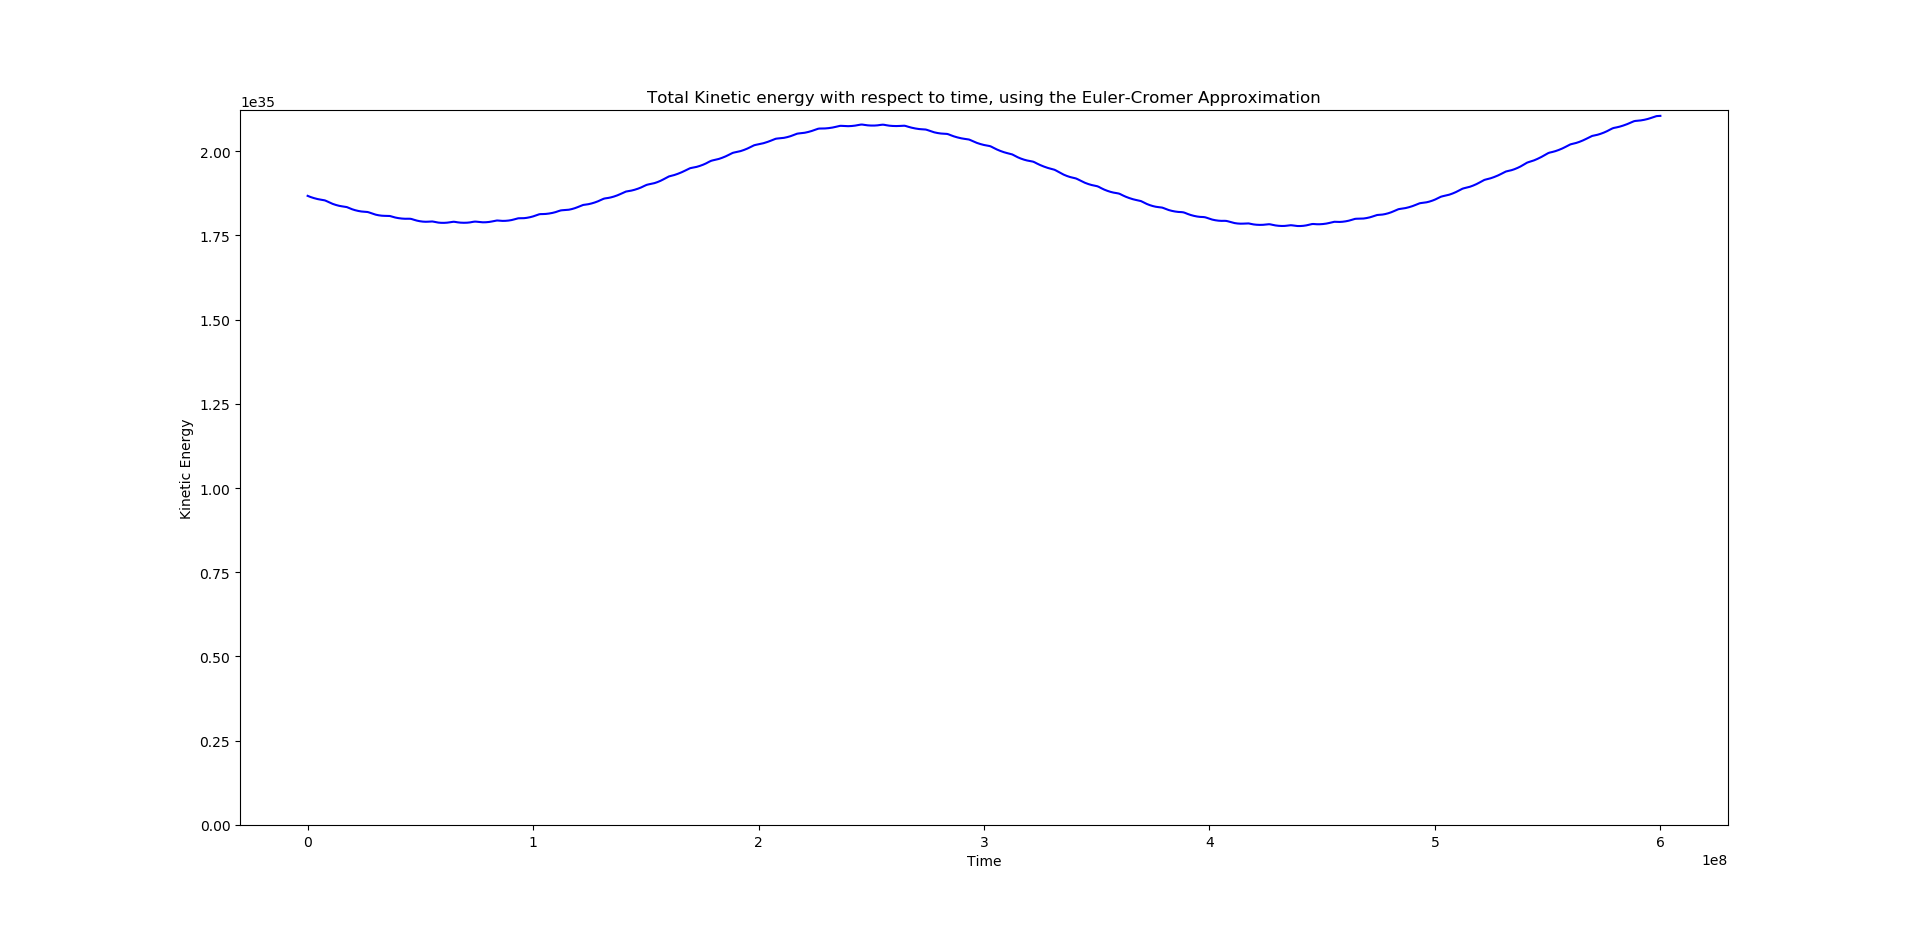 Total Kinetic energy with respect to time, using the Euler-Cromer Approximation
1e35
2.00
1.75
1.50
1.25
1.00
0.75
0.50
0.25
0.00
Kinetic Energy
0 1 2 3 4 5 6
Time
1e8